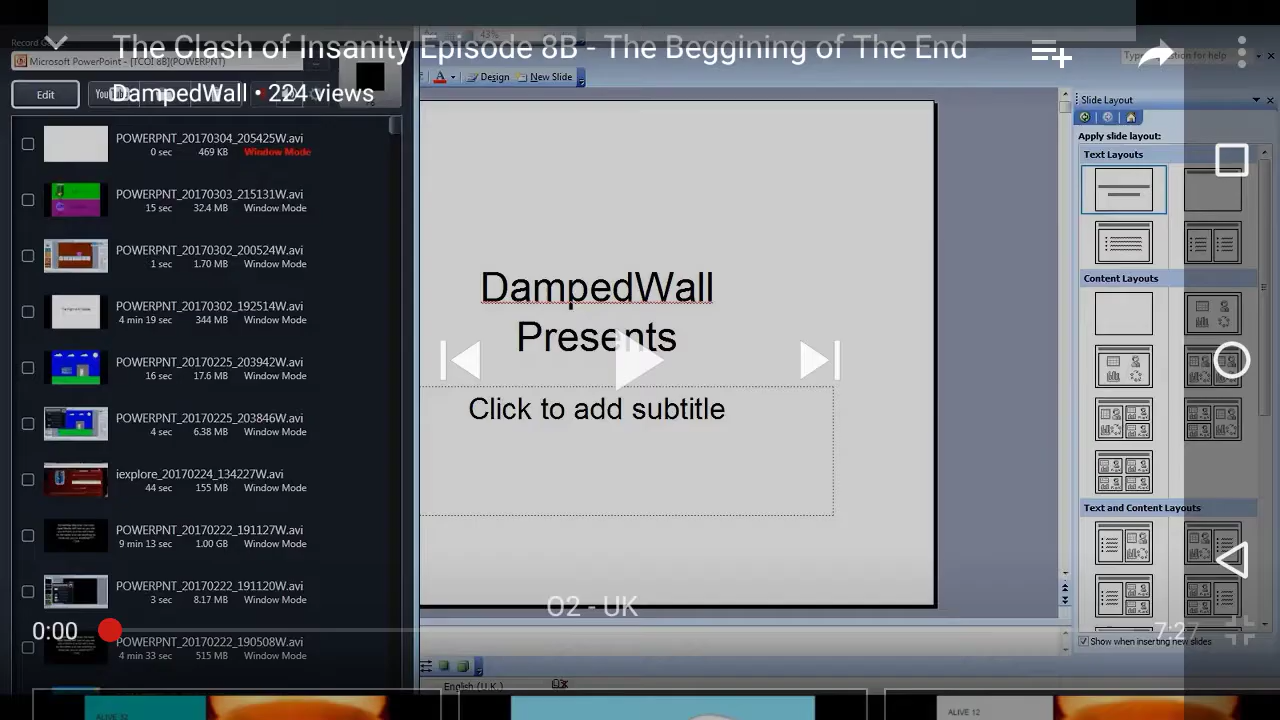 43%
Record G
The Clash of Insanity Episode 8B - The Beggining of The End
Microsoft PowerPoint - [TCOI 8B](POWERPNT)
Design
New Slide
Slide Layout
Edit
DampedWall • 224 views
Apply slide layout:
Text Layouts
POWERPNT_20170304_205425W.avi
0 sec 469 KB Window Mode
POWERPNT_20170303_215131W.avi
15 sec 32.4 MB Window Mode
POWERPNT_20170302_200524W.avi
1 sec 1.70 MB Window Mode
Content Layouts
DampedWall
Presents
POWERPNT_20170302_192514W.avi
4 min 19 sec 344 MB Window Mode
POWERPNT_20170225_203942W.avi
16 sec 17.6 MB Window Mode
Click to add subtitle
POWERPNT_20170225_203846W.avi
4 sec 6.38 MB Window Mode
iexplore_20170224_134227W.avi
44 sec 155 MB Window Mode
Text and Content Layouts
POWERPNT_20170222_191127W.avi
9 min 13 sec 1.00 GB Window Mode
POWERPNT_20170222_191120W.avi
3 sec 8.17 MB Window Mode
O2 - UK
0:00
7:27
POWERPNT_20170222_190508W.avi
4 min 33 sec 515 MB Window Mode
Show when inserting new slides
English (U.K.)
ALIVE 12
ALIVE 12